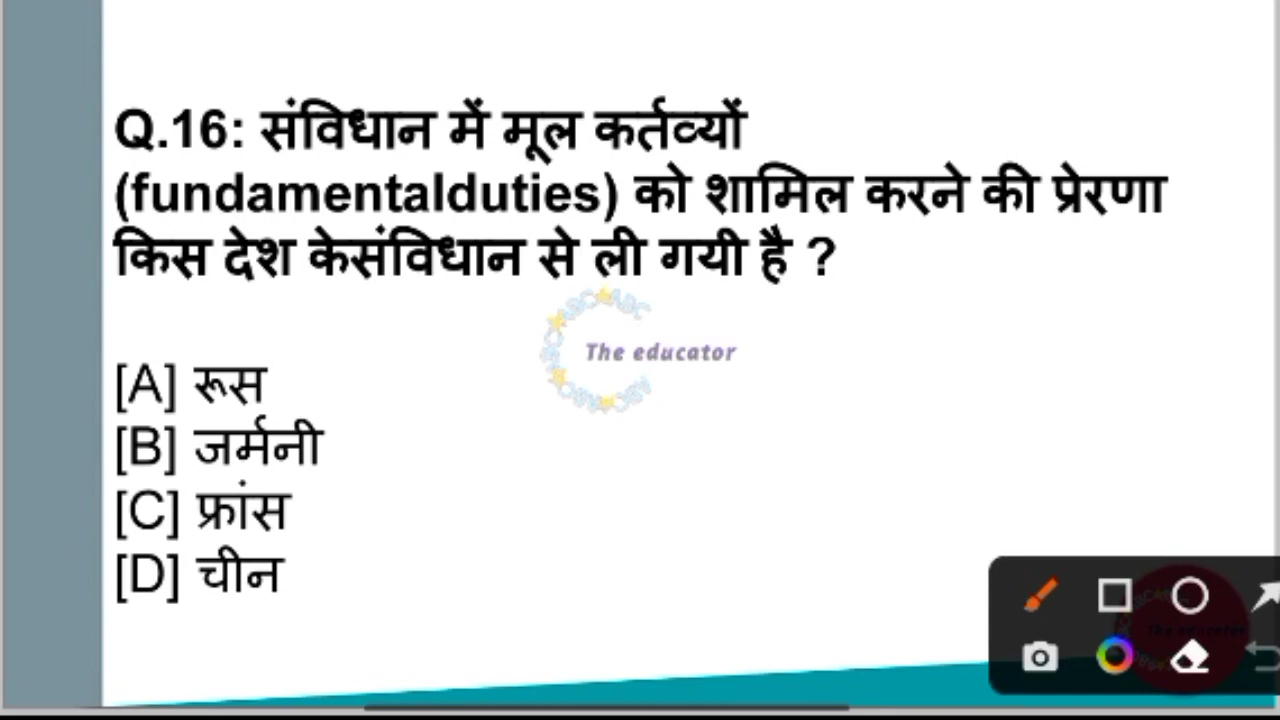 Q.16: संविधान में मूल कर्तव्यों
(fundamentalduties) को शामिल करने की प्रेरणा
किस देश केसंविधान से ली गयी है ?
The educator
[A] रूस
[B] जर्मनी
[C] फ्रांस
[D] चीन